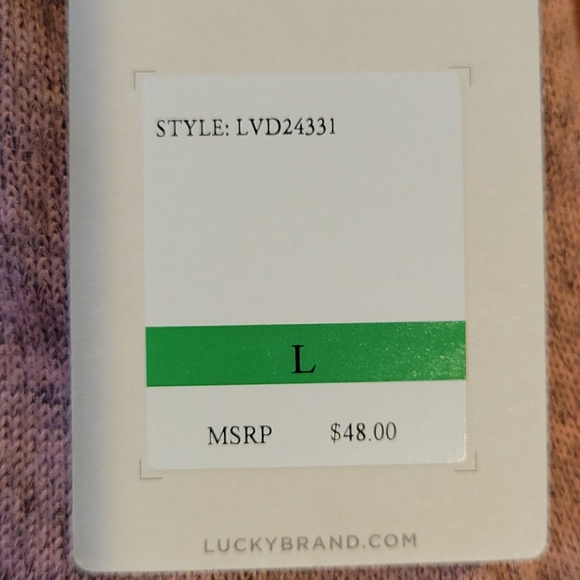 STYLE: LVD24331
L
MSRP $48.00
LUCKYBRAND.COM